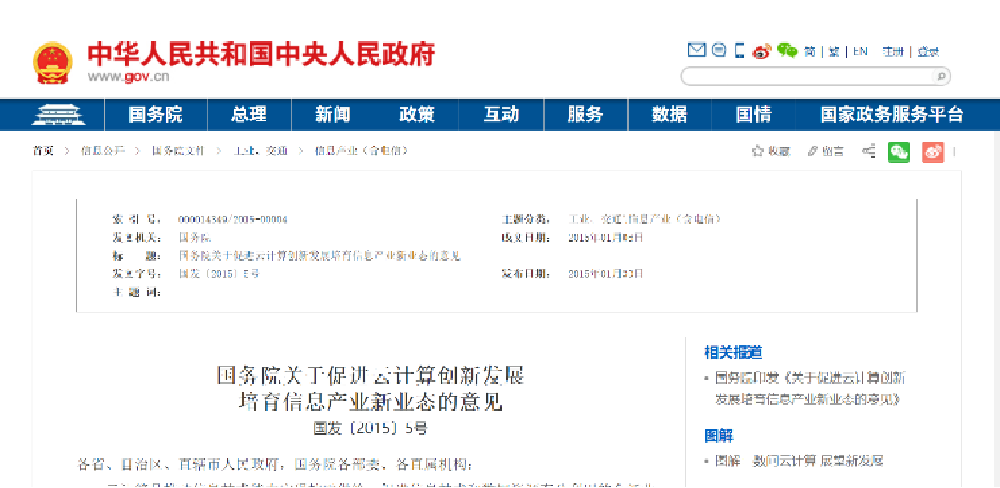 中华人民共和国中央人民政府
www.gov.cn
简 | 繁 | EN | 注册 | 登录
国务院 总理 新闻 政策 互动 服务 数据 国情 国家政务服务平台
首页 > 信息公开 > 国务院文件 > 工业、交通 > 信息产业（含电信）
收藏 留言
索 引 号： 000014349/2015-00004 主题分类： 工业、交通\信息产业（含电信）
发文机关： 国务院 成文日期： 2015年01月06日
标 题： 国务院关于促进云计算创新发展培育信息产业新业态的意见
发文字号： 国发〔2015〕5号 发布日期： 2015年01月30日
主 题 词：
国务院关于促进云计算创新发展
培育信息产业新业态的意见
国发〔2015〕5号
各省、自治区、直辖市人民政府，国务院各部委、各直属机构：
相关报道
国务院印发《关于促进云计算创新
发展培育信息产业新业态的意见》
图解
图解：数问云计算 展望新发展